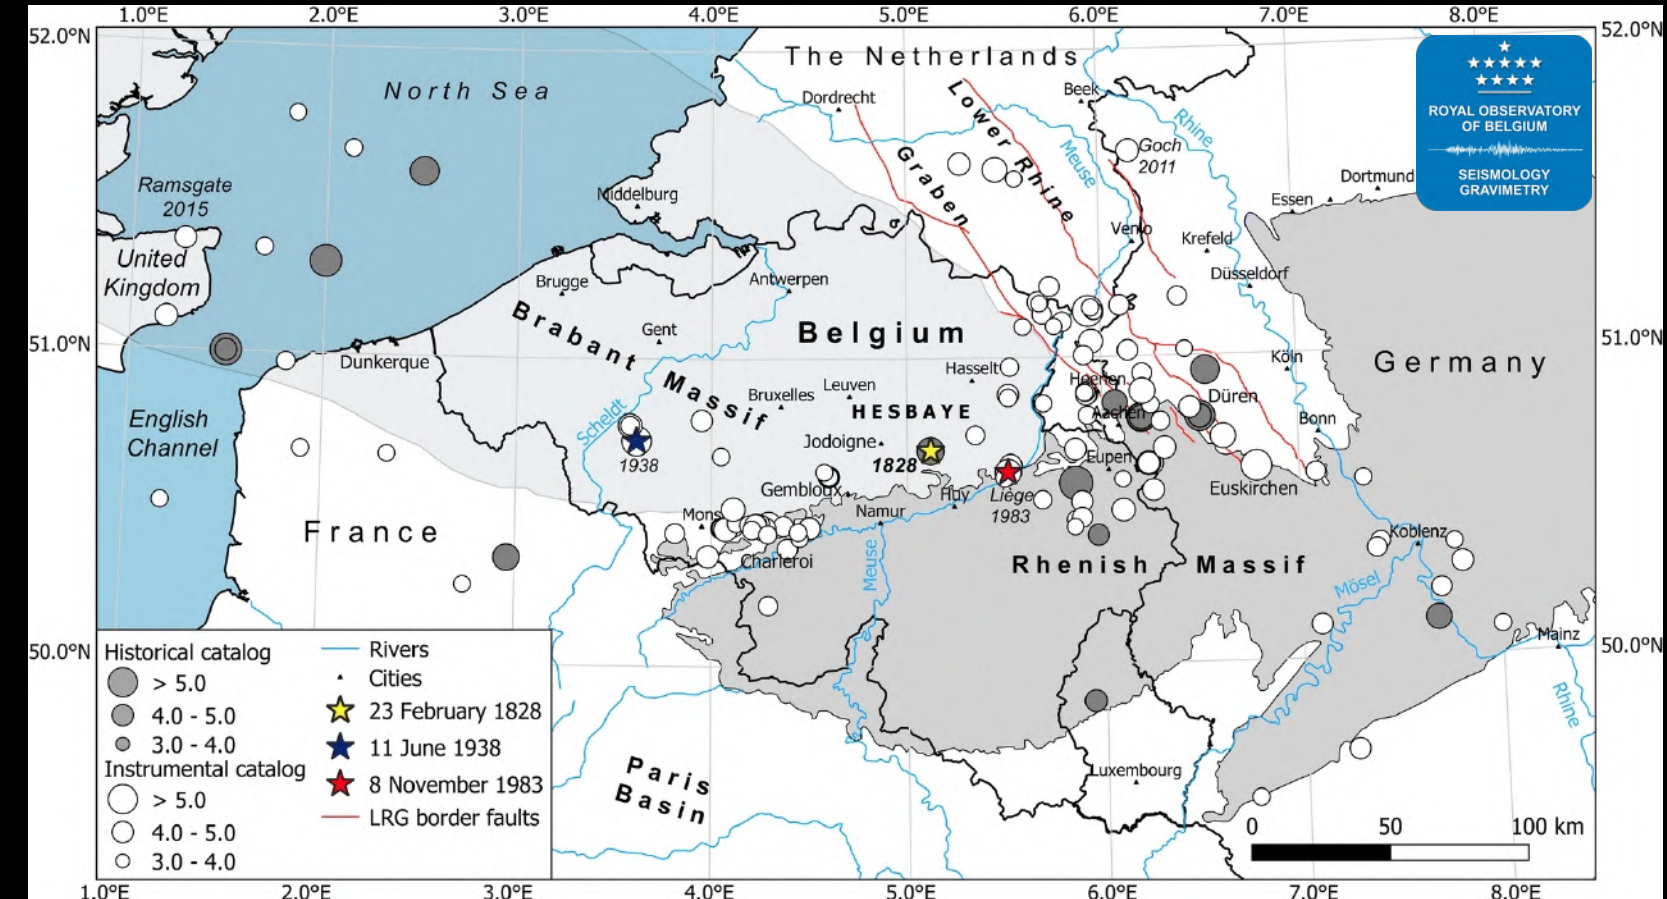 1.0°E 2.0°E 3.0°E 4.0°E 5.0°E 6.0°E 7.0°E 8.0°E
52.0°N
52.0°N
The Netherlands
North Sea
ROYAL OBSERVATORY
OF BELGIUM
SEISMOLOGY
GRAVIMETRY
Dordrecht
Beek
Lower Rhine
Graben
Rhine
Meuse
Goch
2011
Ramsgate
2015
Middelburg
Dortmund
Essen
Venlo
Krefeld
United
Kingdom
Brugge
Antwerpen
Düsseldorf
Brabant Massif
Gent
Belgium
51.0°N
51.0°N
Dunkerque
Hasselt
Köln
Germany
Heerlen
Leuven
Bruxelles
HESBAYE
Aachen
Düren
English
Channel
Scheldt
Jodoigne
Bonn
1938
1828
Eupen
Gembloux
Huy
Liège
1983
Euskirchen
Mons
Namur
France
Koblenz
Charleroi
Meuse
Rhenish Massif
Mösel
Mainz
50.0°N
50.0°N
Historical catalog
> 5.0
4.0 - 5.0
3.0 - 4.0
Instrumental catalog
> 5.0
4.0 - 5.0
3.0 - 4.0
Rivers
Cities
23 February 1828
11 June 1938
8 November 1983
LRG border faults
Rhine
Paris
Basin
Luxembourg
0 50 100 km
1.0°E 2.0°E 3.0°E 4.0°E 5.0°E 6.0°E 7.0°E 8.0°E